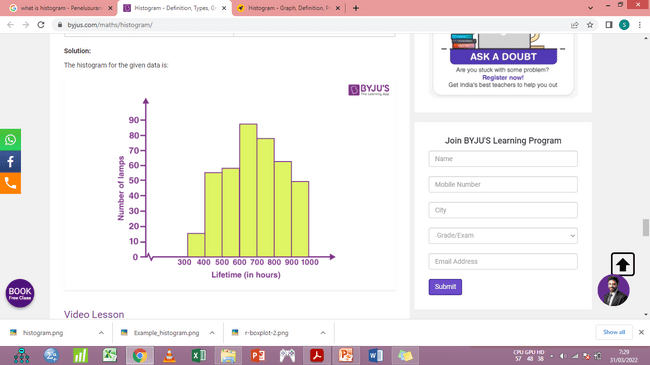 what is histogram - Penelusuran
Histogram - Definition, Types, G
Histogram - Graph, Definition, P
byjus.com/maths/histogram/
Solution:
The histogram for the given data is:
BYJU'S
The Learning App
Number of lamps
90
80
70
60
50
40
30
20
10
0
300 400 500 600 700 800 900 1000
Lifetime (in hours)
Video Lesson
ASK A DOUBT
Are you stuck with some problem?
Register now!
Get India's best teachers to help you out
Join BYJU'S Learning Program
Name
Mobile Number
City
Grade/Exam
Email Address
Submit
BOOK
Free Class
histogram.png
Example_histogram.png
r-boxplot-2.png
Show all
CPU GPU HD
57 48 38
7:29
31/03/2022